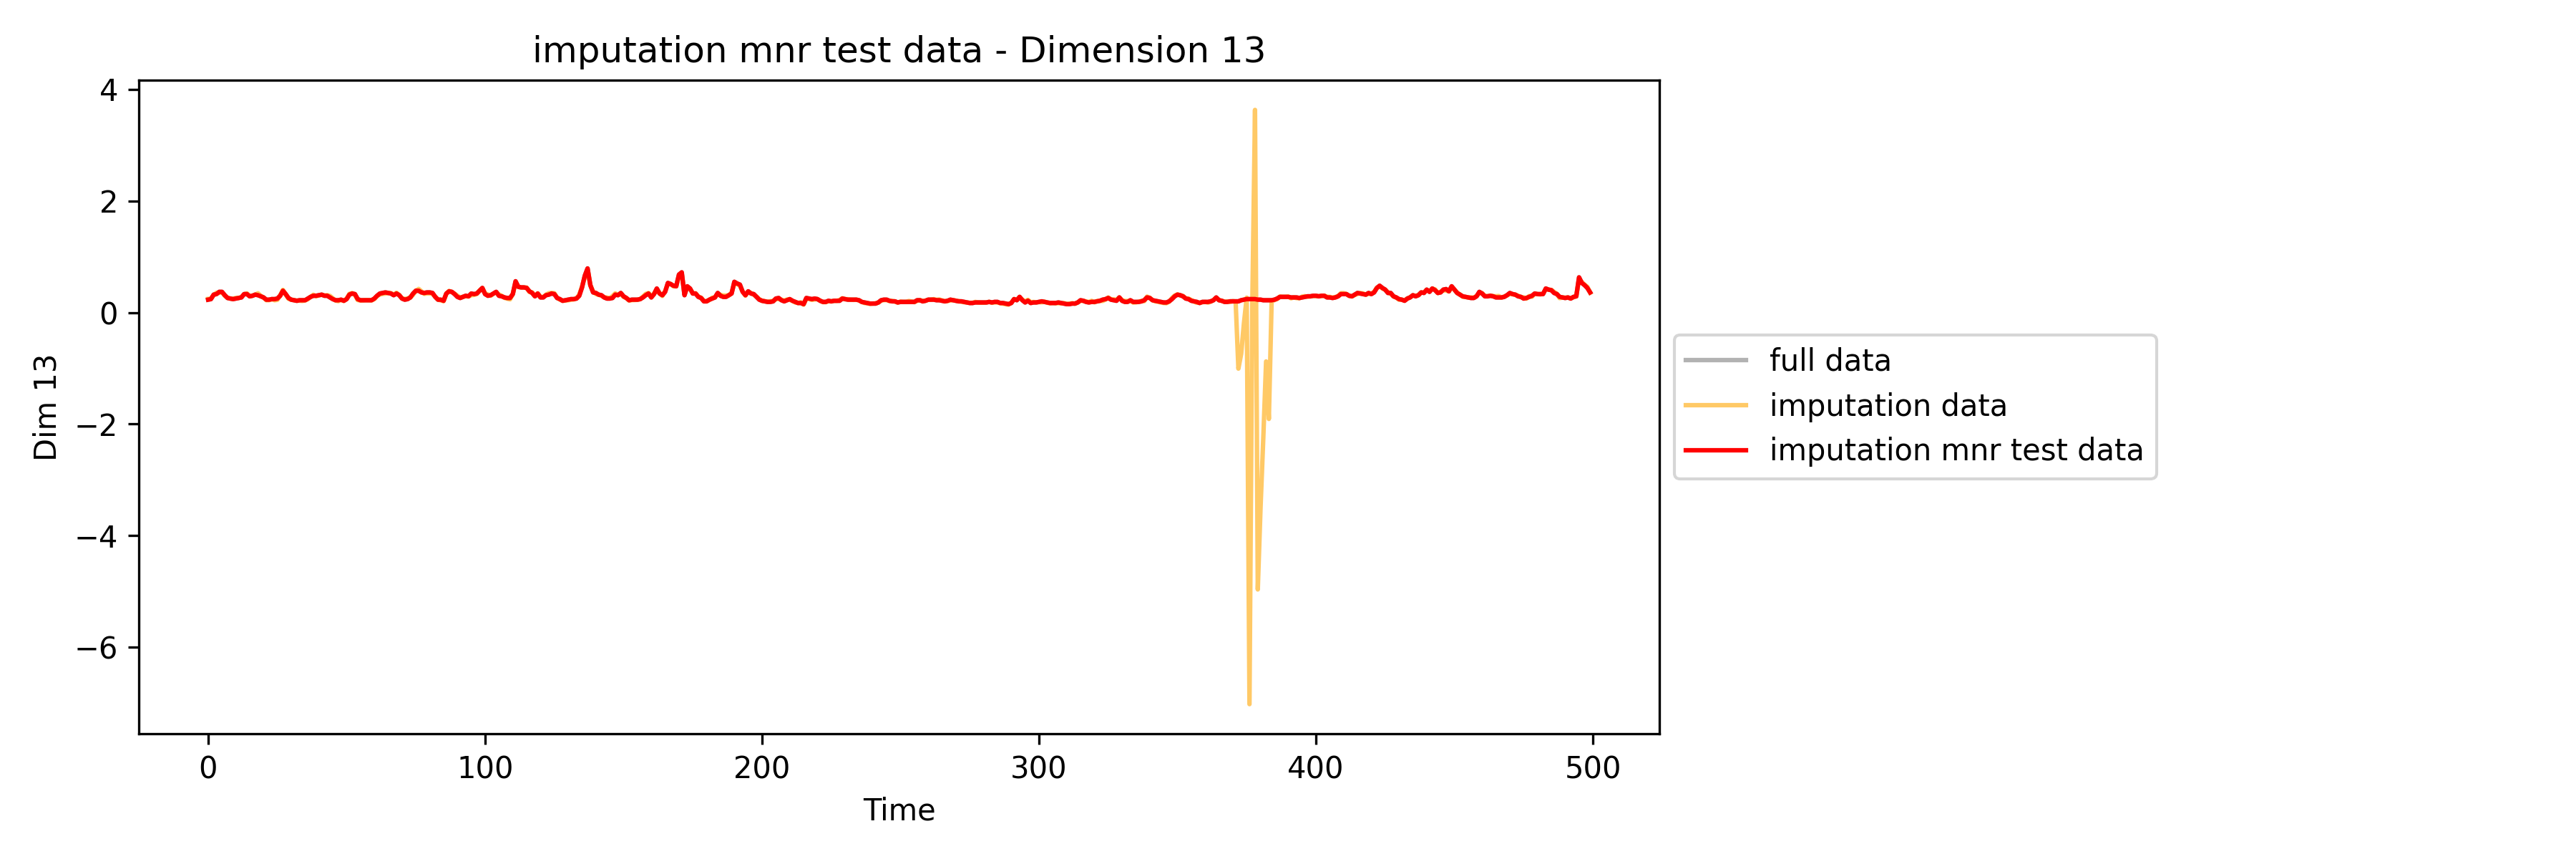 imputation mnr test data - Dimension 13
4
2
0
−2
−4
−6
Dim 13
0 100 200 300 400 500
Time
full data
imputation data
imputation mnr test data